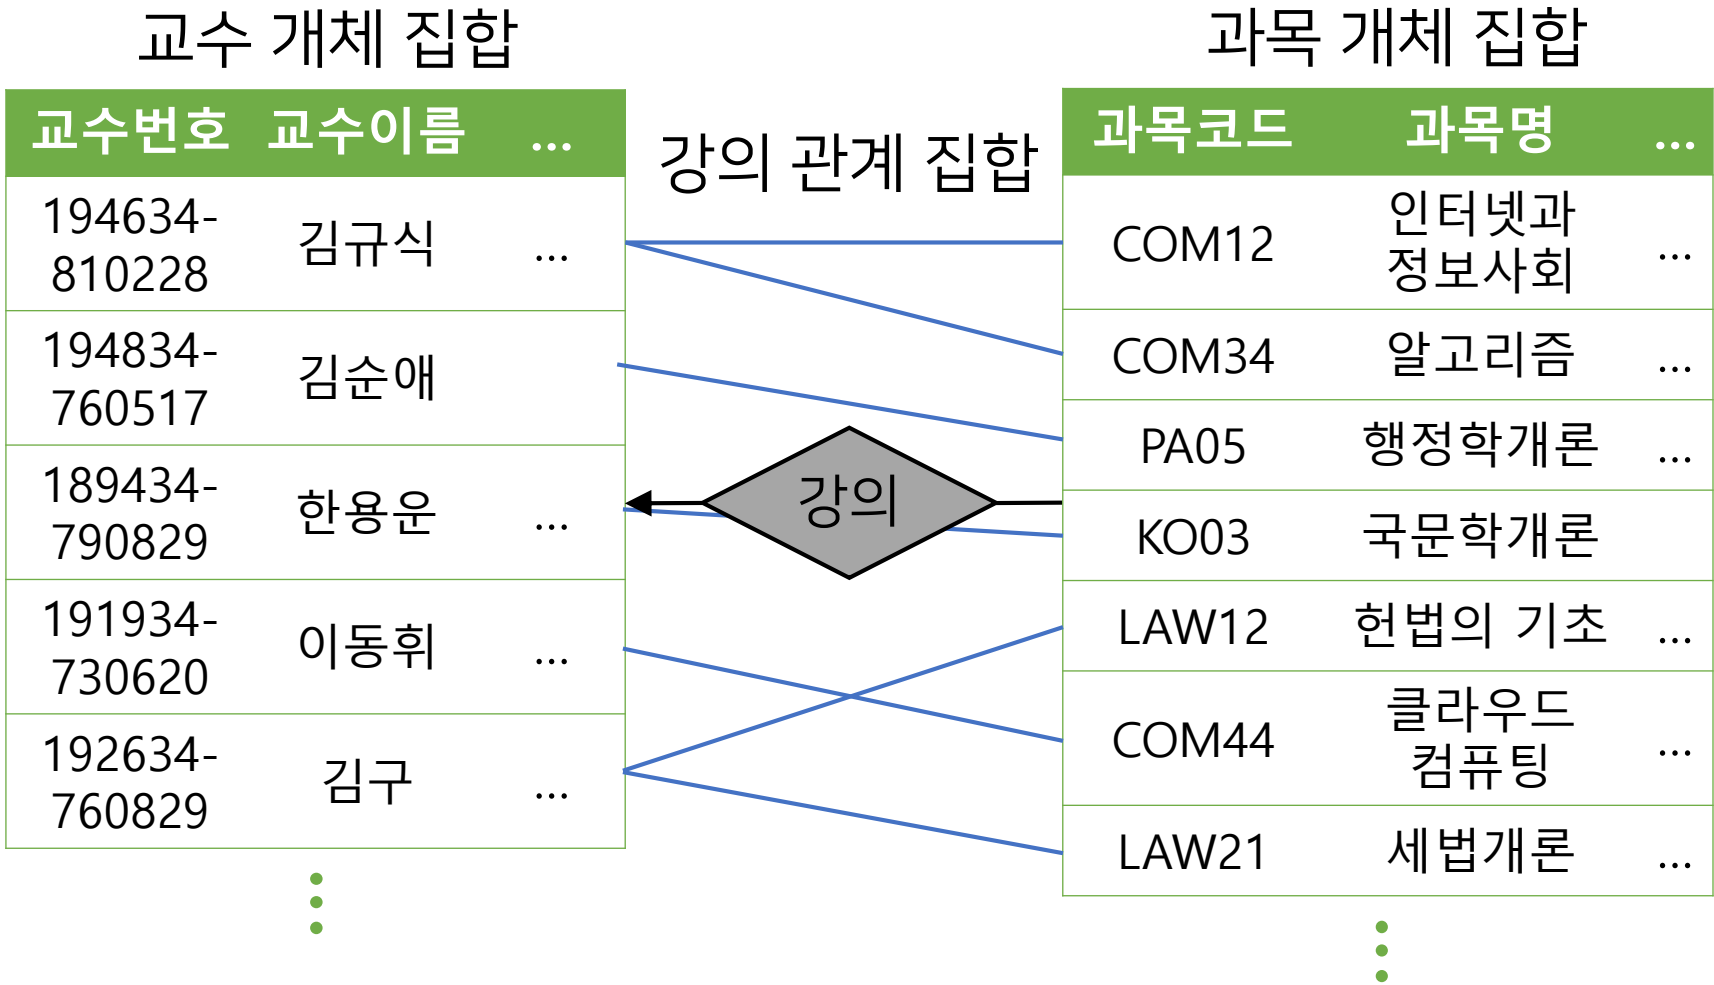 교수 개체 집합
교수번호 교수이름 ...
194634-
810228 김규식 ...
194834-
760517 김순애
189434-
790829 한용운 ...
191934-
730620 이동휘 ...
192634-
760829 김구 ...
강의 관계 집합
강의
과목 개체 집합
과목코드 과목명 ...
COM12 인터넷과
정보사회 ...
COM34 알고리즘 ...
PA05 행정학개론 ...
KO03 국문학개론
LAW12 헌법의 기초 ...
COM44 클라우드
컴퓨팅 ...
LAW21 세법개론 ...